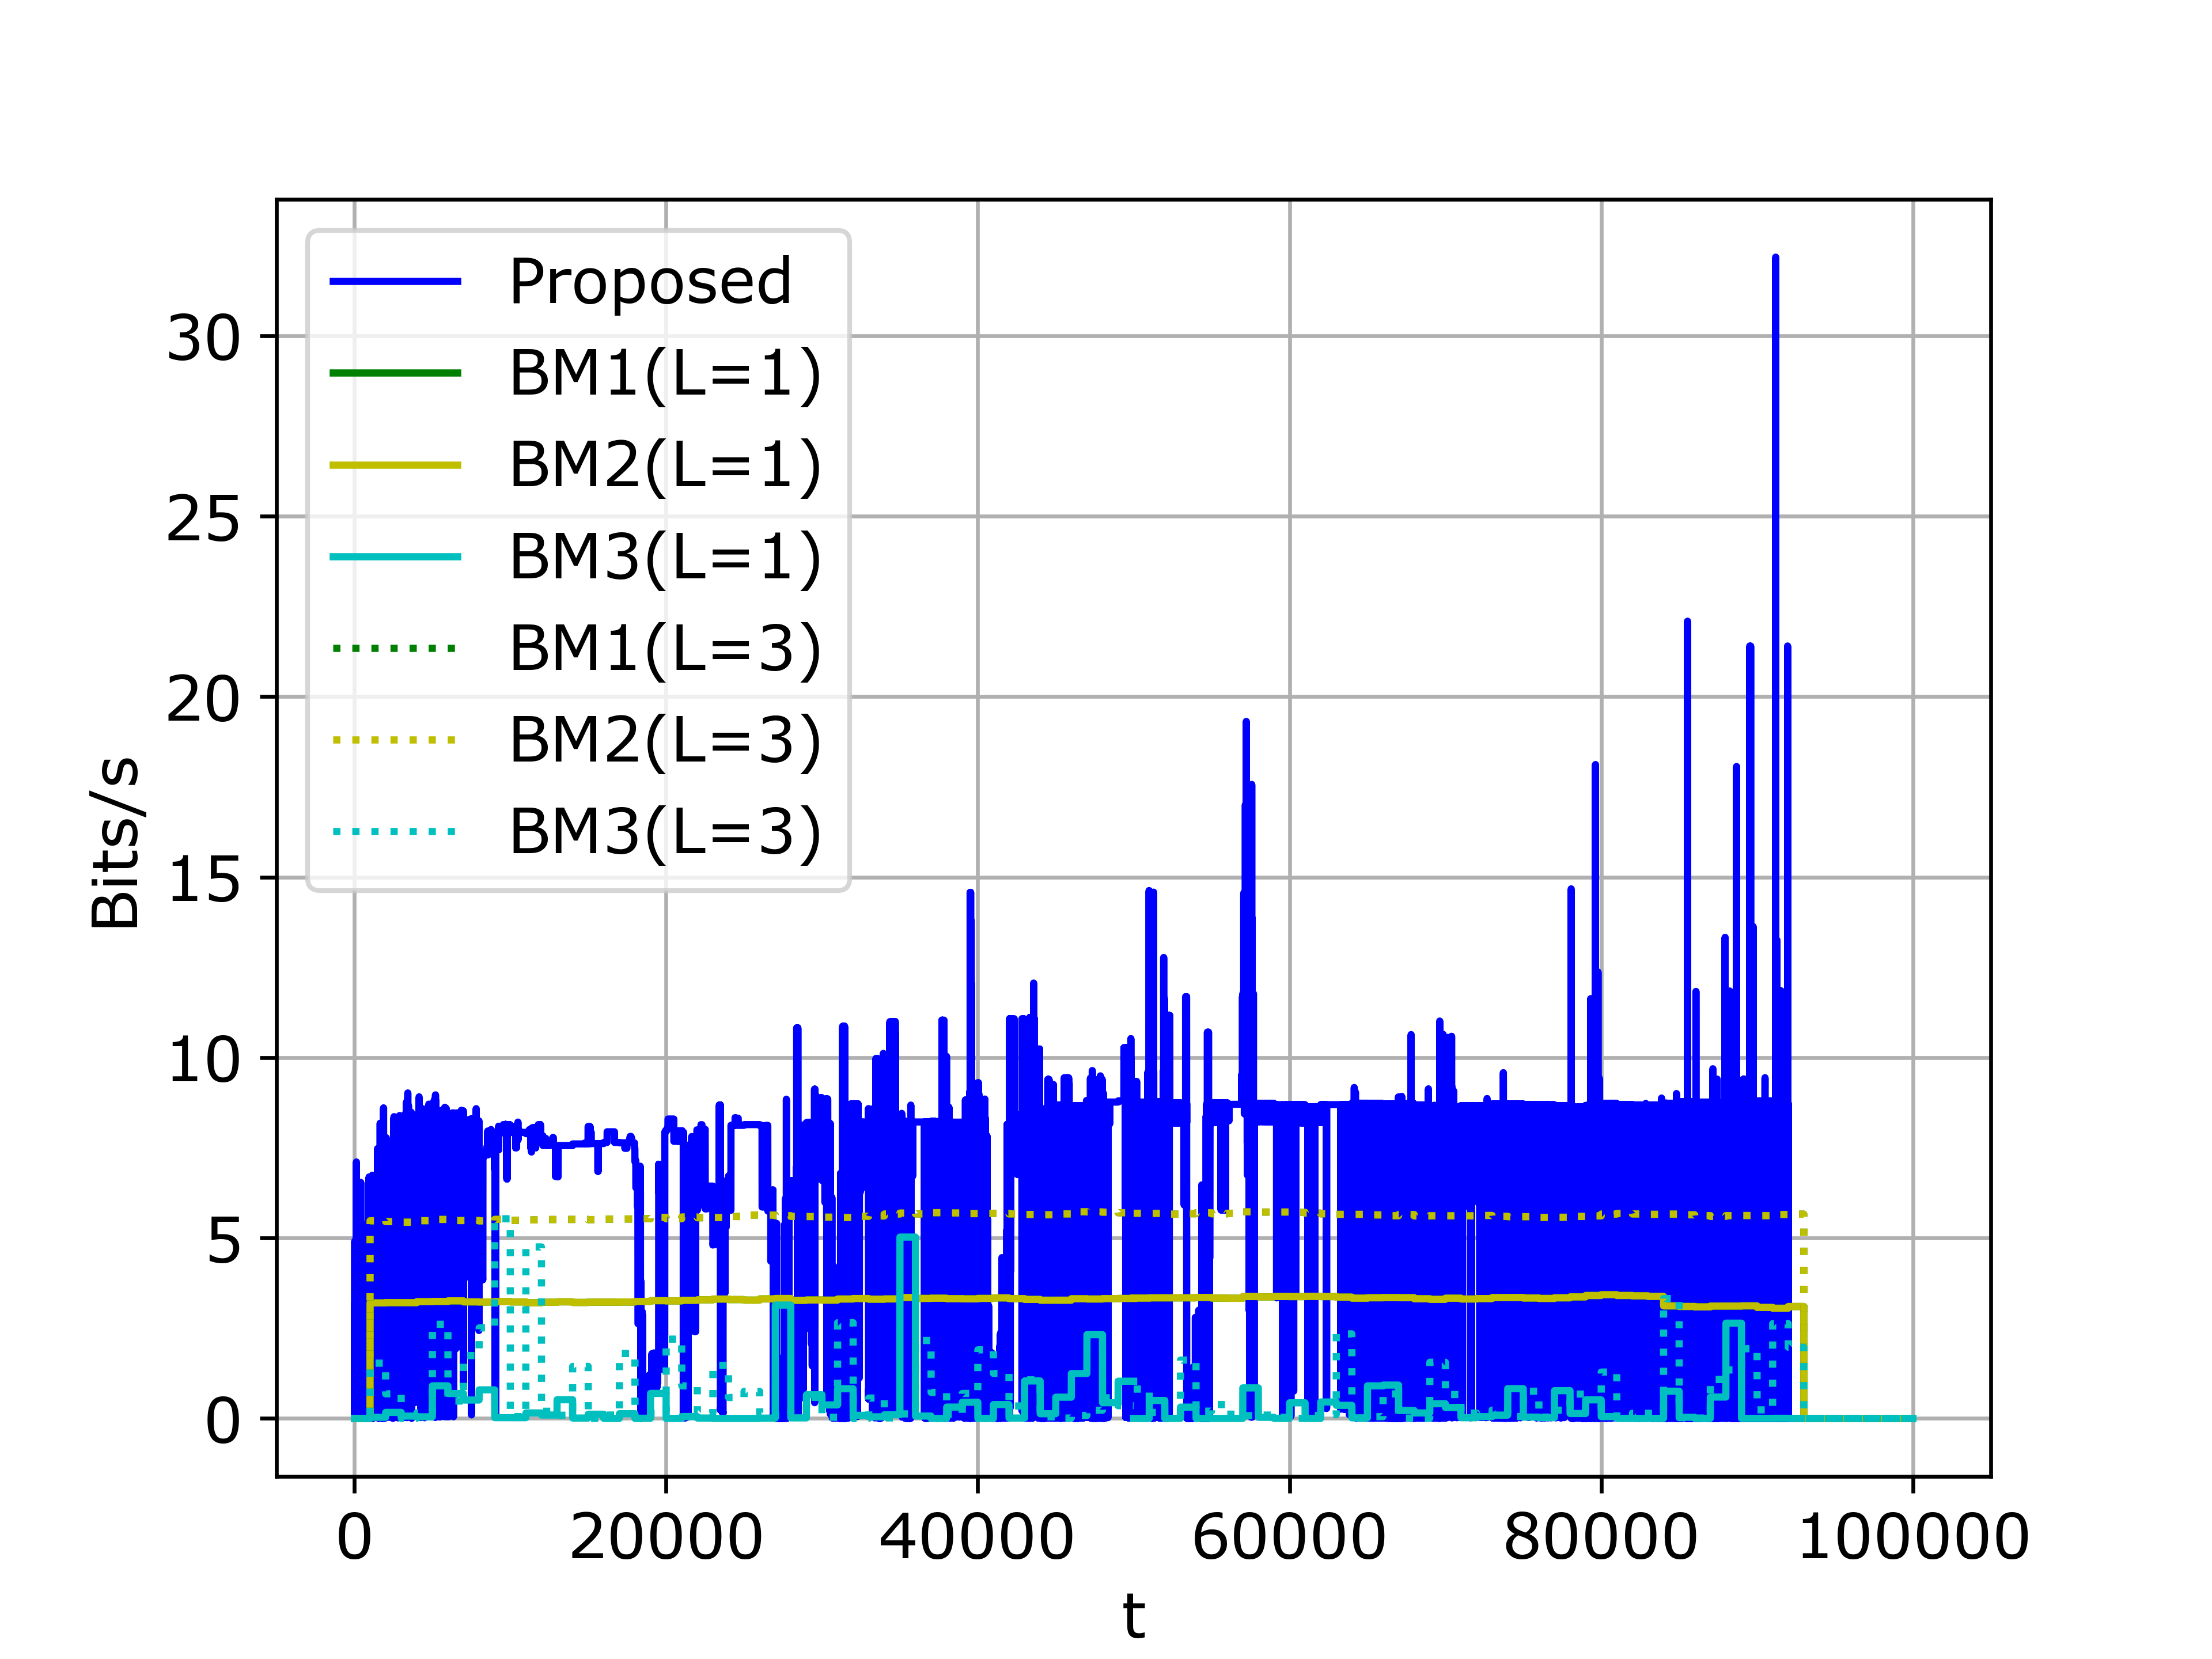 Proposed
BM1(L=1)
BM2(L=1)
BM3(L=1)
BM1(L=3)
BM2(L=3)
BM3(L=3)
30
25
20
15
10
5
0
Bits/s
0 20000 40000 60000 80000 100000
t